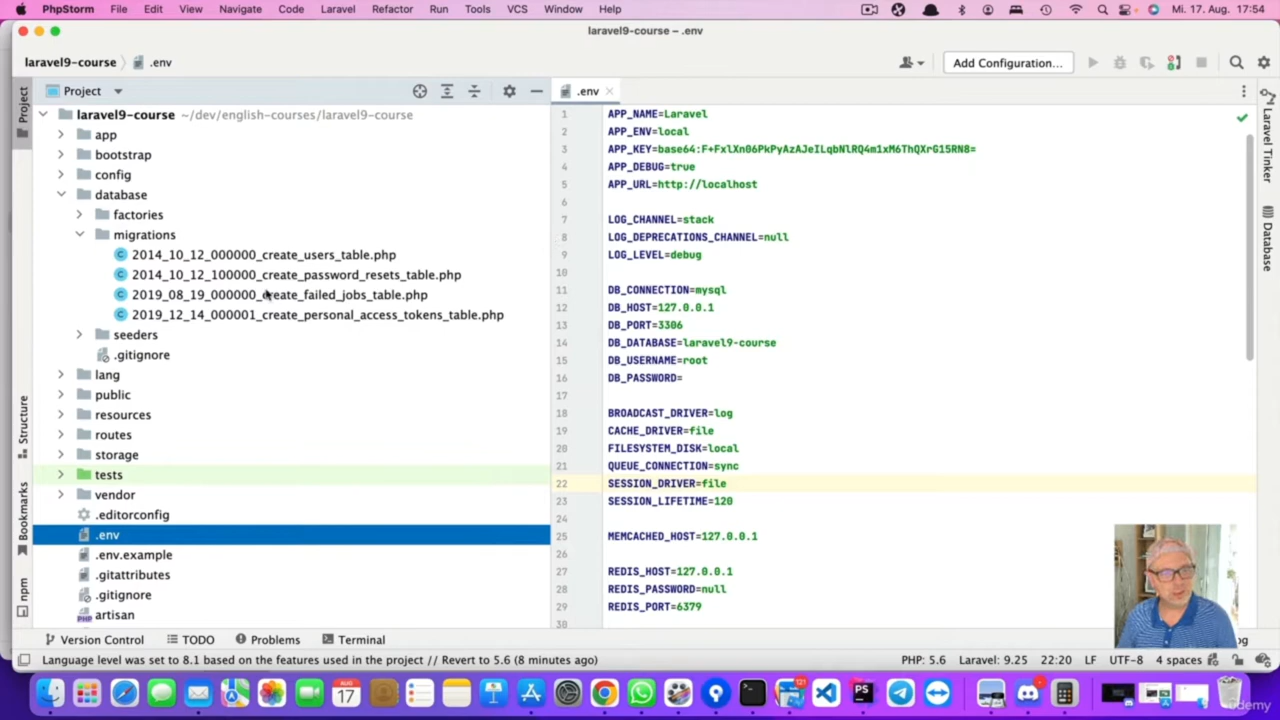 PhpStorm File Edit View Navigate Code Laravel Refactor Run Tools VCS Window Help Mi. 17. Aug. 17:54
laravel9-course – .env
laravel9-course .env Add Configuration...
Project
.env
Project
Structure
Bookmarks
npm
laravel9-course ~/dev/english-courses/laravel9-course
app
bootstrap
config
database
factories
migrations
2014_10_12_000000_create_users_table.php
2014_10_12_100000_create_password_resets_table.php
2019_08_19_000000_create_failed_jobs_table.php
2019_12_14_000001_create_personal_access_tokens_table.php
seeders
.gitignore
lang
public
resources
routes
storage
tests
vendor
.editorconfig
.env
.env.example
.gitattributes
.gitignore
artisan
1 APP_NAME=Laravel
2 APP_ENV=local
3 APP_KEY=base64:F+FxlXn06PkPyAzAJeILqbNlRQ4m1xM6ThQXrG15RN8=
4 APP_DEBUG=true
5 APP_URL=http://localhost
6
7 LOG_CHANNEL=stack
8 LOG_DEPRECATIONS_CHANNEL=null
9 LOG_LEVEL=debug
10
11 DB_CONNECTION=mysql
12 DB_HOST=127.0.0.1
13 DB_PORT=3306
14 DB_DATABASE=laravel9-course
15 DB_USERNAME=root
16 DB_PASSWORD=
17
18 BROADCAST_DRIVER=log
19 CACHE_DRIVER=file
20 FILESYSTEM_DISK=local
21 QUEUE_CONNECTION=sync
22 SESSION_DRIVER=file
23 SESSION_LIFETIME=120
24
25 MEMCACHED_HOST=127.0.0.1
26
27 REDIS_HOST=127.0.0.1
28 REDIS_PASSWORD=null
29 REDIS_PORT=6379
30
Laravel Tinker
Database
Version Control TODO Problems Terminal
Language level was set to 8.1 based on the features used in the project // Revert to 5.6 (8 minutes ago) PHP: 5.6 Laravel: 9.25 22:20 LF UTF-8 4 spaces
AUG
17
PS